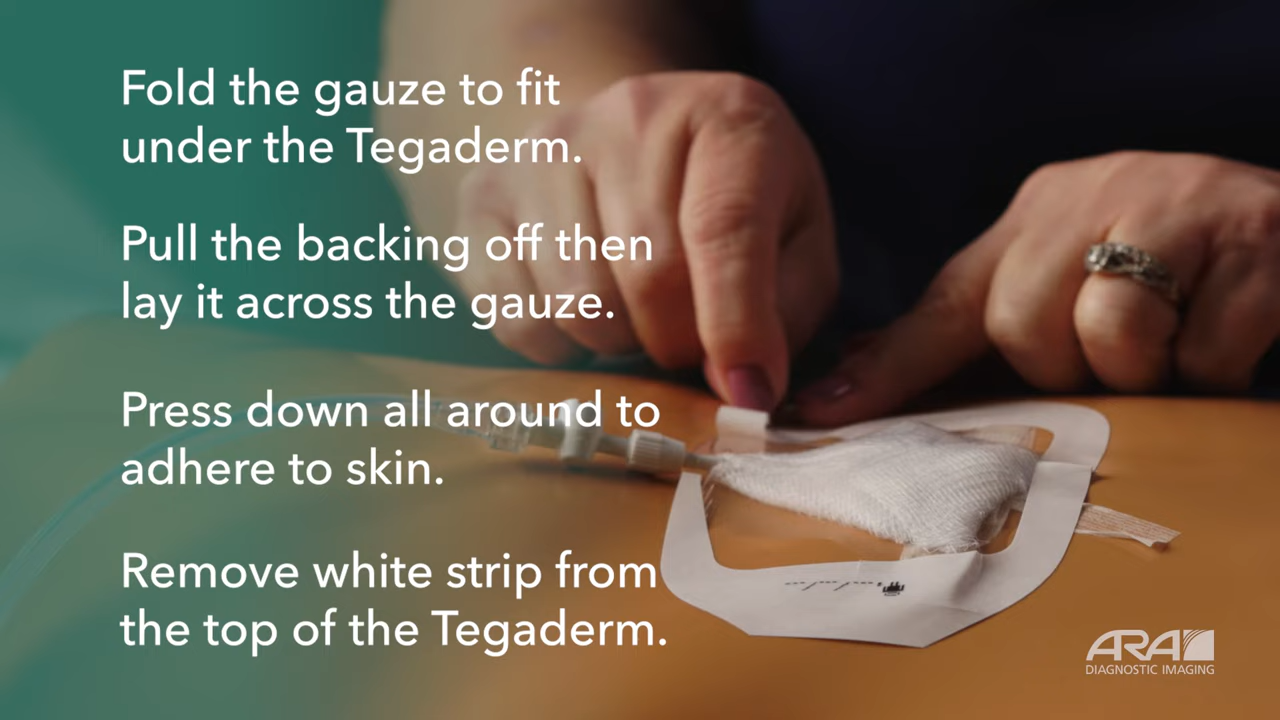 Fold the gauze to fit
under the Tegaderm.
Pull the backing off then
lay it across the gauze.
Press down all around to
adhere to skin.
Remove white strip from
the top of the Tegaderm.
ARA
DIAGNOSTIC IMAGING